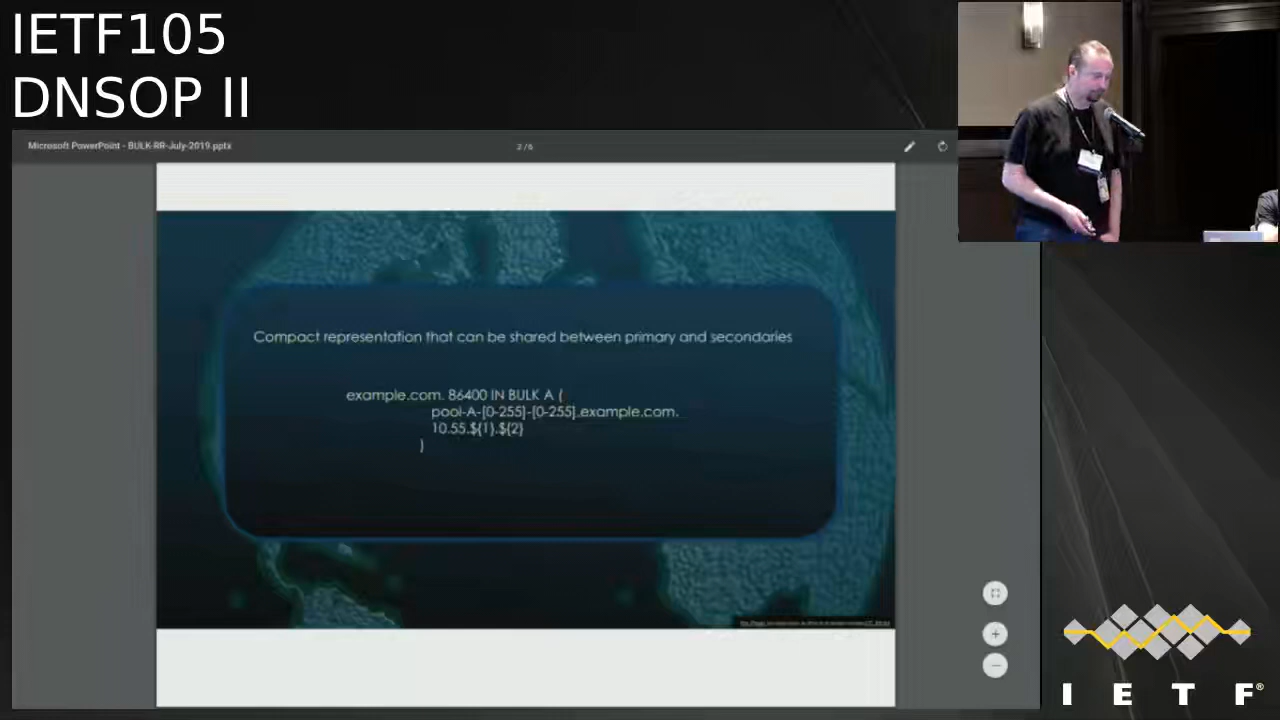 IETF105
DNSOP II
Microsoft PowerPoint - BULK-RR-July-2019.pptx
2 / 6
Compact representation that can be shared between primary and secondaries
example.com. 86400 IN BULK A (
pool-A-[0-255]-[0-255].example.com.
10.55.${1}.${2}
)
I E T F®